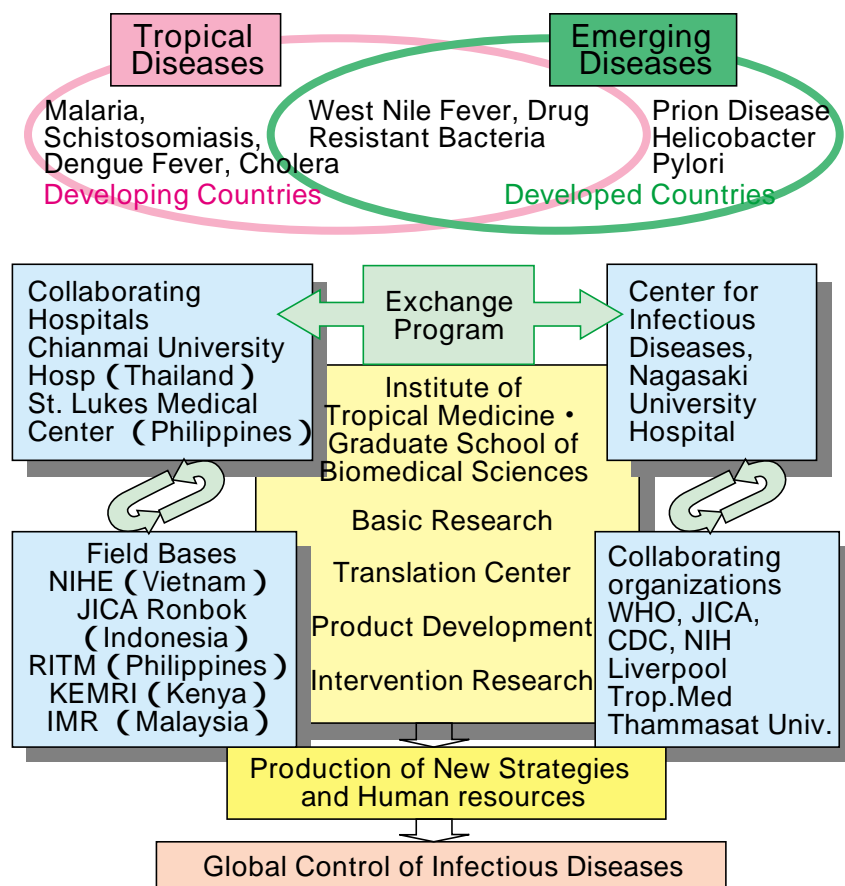 Tropical
Diseases
Emerging
Diseases
Malaria,
Schistosomiasis,
Dengue Fever, Cholera
Developing Countries
West Nile Fever, Drug
Resistant Bacteria
Prion Disease
Helicobacter
Pylori
Developed Countries
Collaborating
Hospitals
Chianmai University
Hosp (Thailand)
St. Lukes Medical
Center (Philippines)
Exchange
Program
Center for
Infectious
Diseases,
Nagasaki
University
Hospital
Institute of
Tropical Medicine・
Graduate School of
Biomedical Sciences
Basic Research
Translation Center
Product Development
Intervention Research
Field Bases
NIHE (Vietnam)
JICA Ronbok
(Indonesia)
RITM (Philippines)
KEMRI (Kenya)
IMR (Malaysia)
Collaborating
organizations
WHO, JICA,
CDC, NIH
Liverpool
Trop.Med
Thammasat Univ.
Production of New Strategies
and Human resources
Global Control of Infectious Diseases